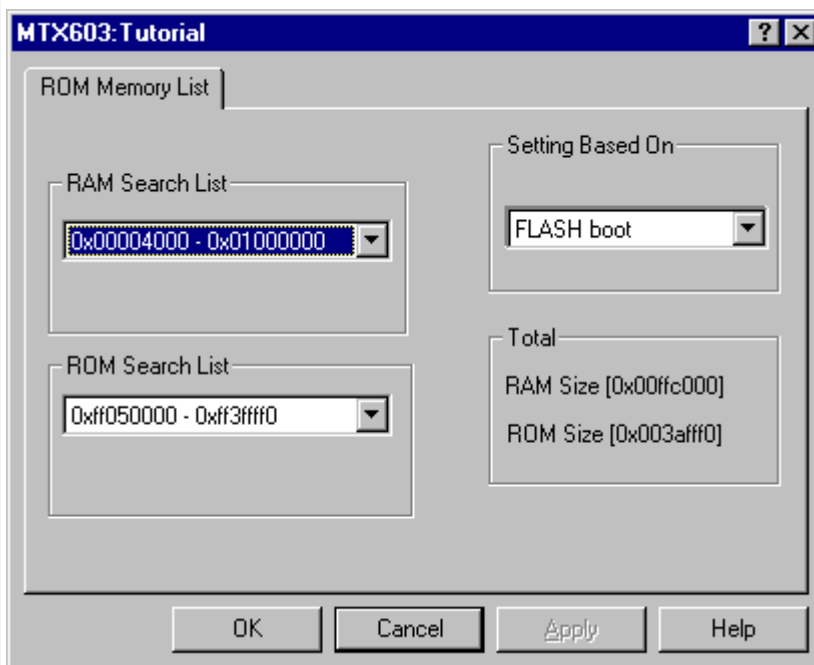 MTX603:Tutorial
ROM Memory List
RAM Search List
0x00004000 - 0x01000000
ROM Search List
0xff050000 - 0xff3ffff0
Setting Based On
FLASH boot
Total
RAM Size [0x00ffc000]
ROM Size [0x003afff0]
OK Cancel Apply Help